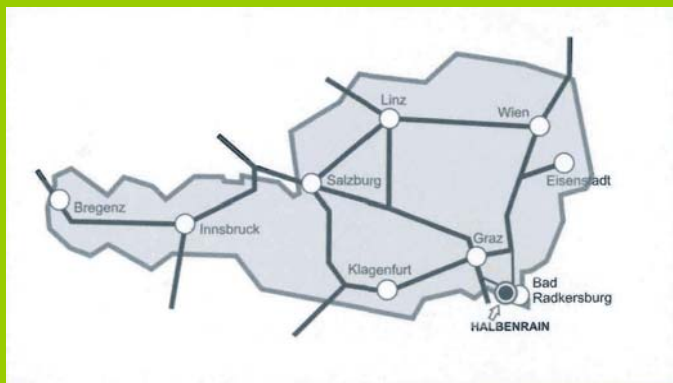 Linz
Wien
Salzburg
Eisenstadt
Bregenz
Innsbruck
Graz
Klagenfurt
Bad
Radkersburg
HALBENRAIN